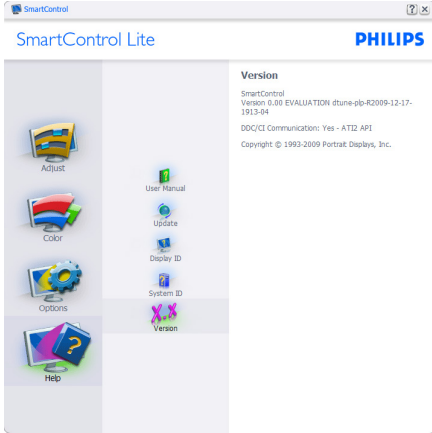 SmartControl
SmartControl Lite
PHILIPS
Adjust
Color
Options
Help
User Manual
Update
Display ID
System ID
X.X
Version
Version
SmartControl
Version 0.00 EVALUATION dtune-plp-R2009-12-17-
1913-04
DDC/CI Communication: Yes - ATI2 API
Copyright © 1993-2009 Portrait Displays, Inc.